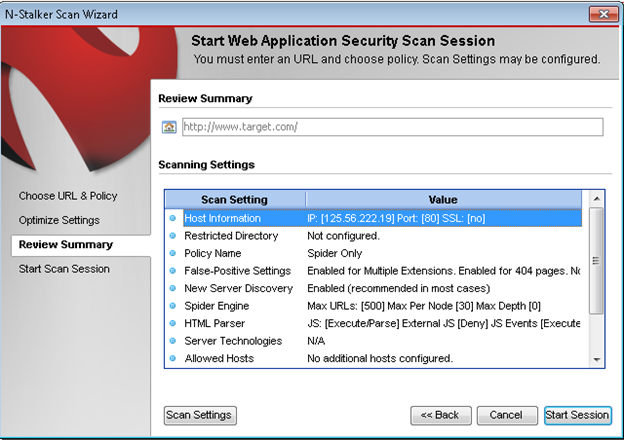 N-Stalker Scan Wizard
Start Web Application Security Scan Session
You must enter an URL and choose policy. Scan Settings may be configured.
Choose URL & Policy
Optimize Settings
Review Summary
Start Scan Session
Review Summary
http://www.target.com/
Scanning Settings
Scan Setting Value
Host Information IP: [125.56.222.19] Port: [80] SSL: [no]
Restricted Directory Not configured.
Policy Name Spider Only
False-Positive Settings Enabled for Multiple Extensions. Enabled for 404 pages. Nc
New Server Discovery Enabled (recommended in most cases)
Spider Engine Max URLs: [500] Max Per Node [30] Max Depth [0]
HTML Parser JS: [Execute/Parse] External JS [Deny] JS Events [Execute
Server Technologies N/A
Allowed Hosts No additional hosts configured.
Scan Settings
<< Back Cancel Start Session